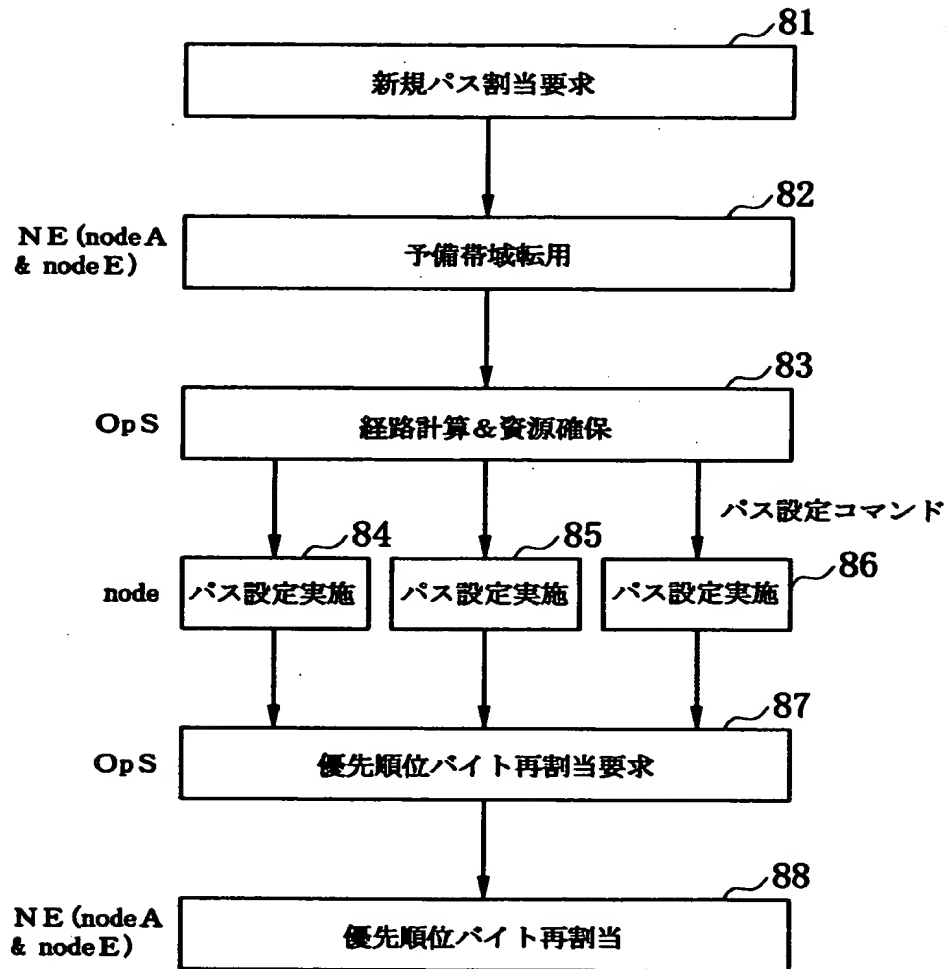 81
新規パス割当要求
82
NE (node A
& node E)
予備帯域転用
83
OpS
経路計算＆資源確保
パス設定コマンド
84
85
86
node
パス設定実施
パス設定実施
パス設定実施
87
OpS
優先順位バイト再割当要求
88
NE (node A
& node E)
優先順位バイト再割当